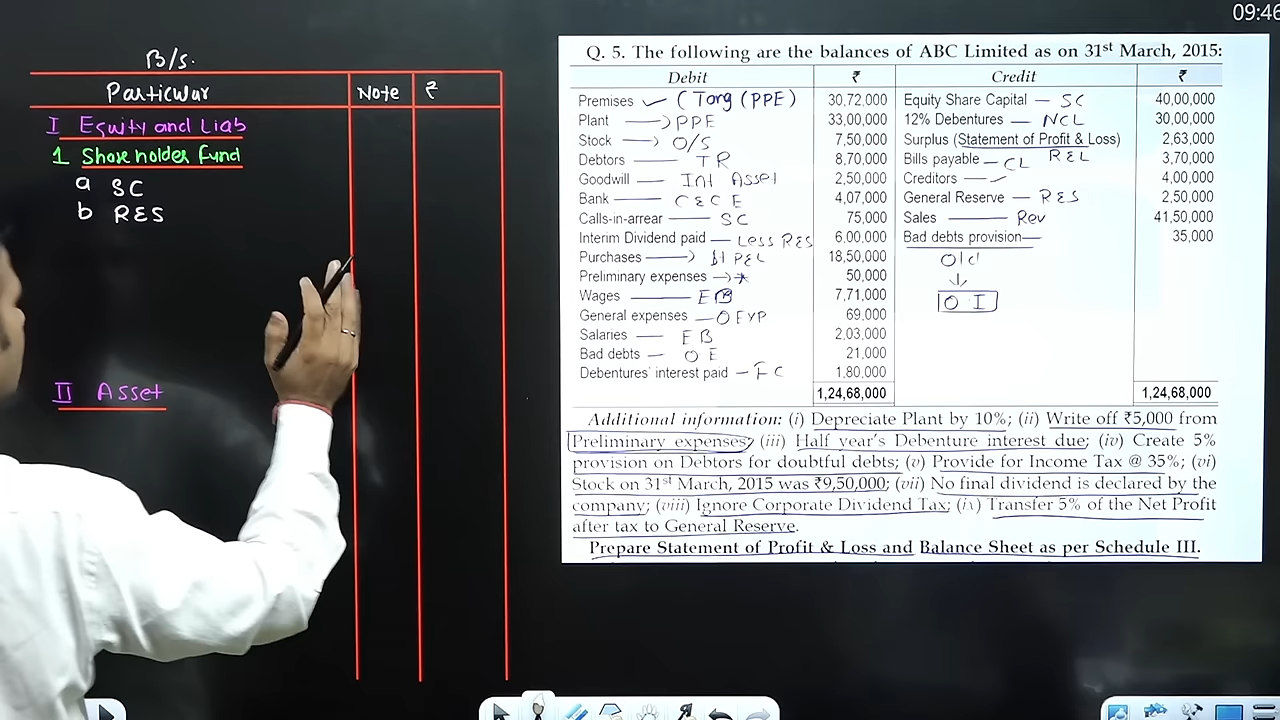 09:46
B/s.
Particular Note ₹
I Equity and Liab
1 Shareholder Fund
a SC
b R&S
II Asset
Q. 5. The following are the balances of ABC Limited as on 31st March, 2015:
Debit ₹ Credit ₹
Premises (Tang (PPE) 30,72,000 Equity Share Capital — SC 40,00,000
Plant → PPE 33,00,000 12% Debentures — NCL 30,00,000
Stock → O/S 7,50,000 Surplus (Statement of Profit & Loss) 2,63,000
Debtors — TR 8,70,000 Bills payable — CL R&L 3,70,000
Goodwill — Int Asset 2,50,000 Creditors — 4,00,000
Bank — C&CE 4,07,000 General Reserve — R&S 2,50,000
Calls-in-arrear — SC 75,000 Sales — Rev 41,50,000
Interim Dividend paid — Less R&S 6,00,000 Bad debts provision— 35,000
Purchases → P&L 18,50,000 Old
Preliminary expenses → * 50,000 ↓
Wages — EB 7,71,000 O I
General expenses — O EXP 69,000
Salaries — EB 2,03,000
Bad debts — OE 21,000
Debentures' interest paid — FC 1,80,000
1,24,68,000 1,24,68,000
Additional information: (i) Depreciate Plant by 10%; (ii) Write off ₹5,000 from
Preliminary expenses; (iii) Half year's Debenture interest due; (iv) Create 5%
provision on Debtors for doubtful debts; (v) Provide for Income Tax @ 35%; (vi)
Stock on 31st March, 2015 was ₹9,50,000; (vii) No final dividend is declared by the
company; (viii) Ignore Corporate Dividend Tax; (ix) Transfer 5% of the Net Profit
after tax to General Reserve.
Prepare Statement of Profit & Loss and Balance Sheet as per Schedule III.